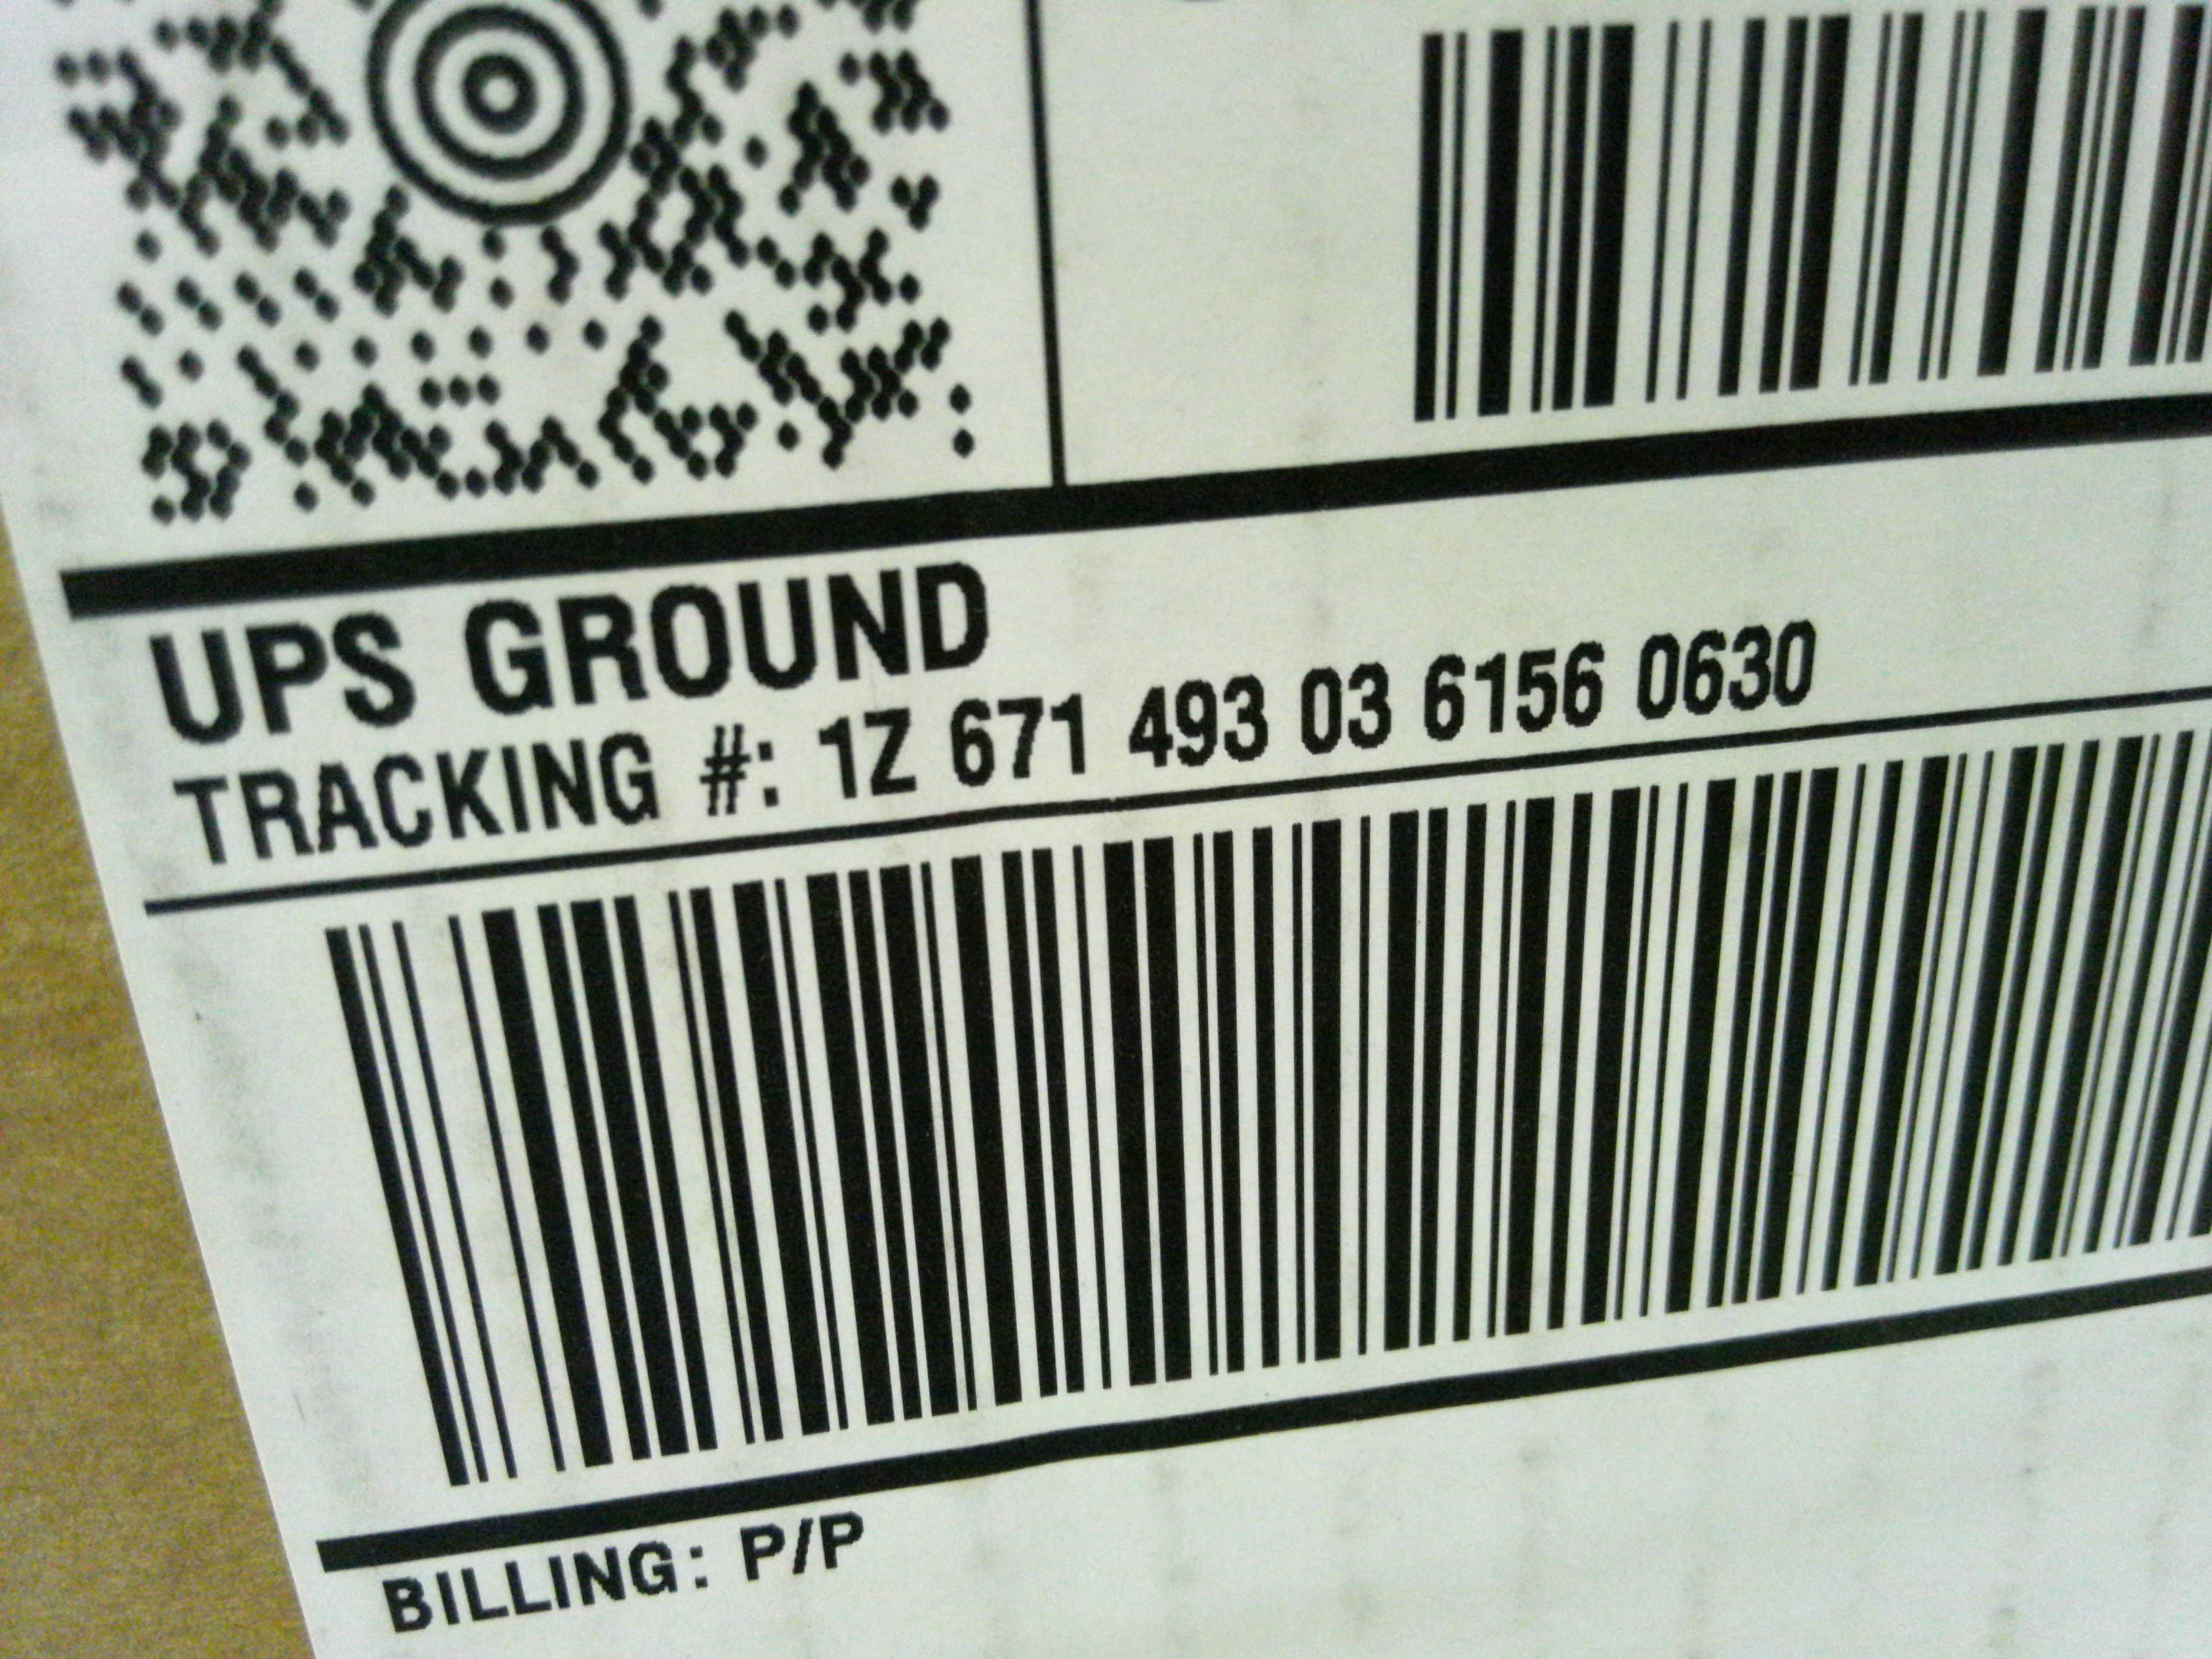 UPS GROUND
TRACKING #: 1Z 671 493 03 6156 0630
BILLING: P/P